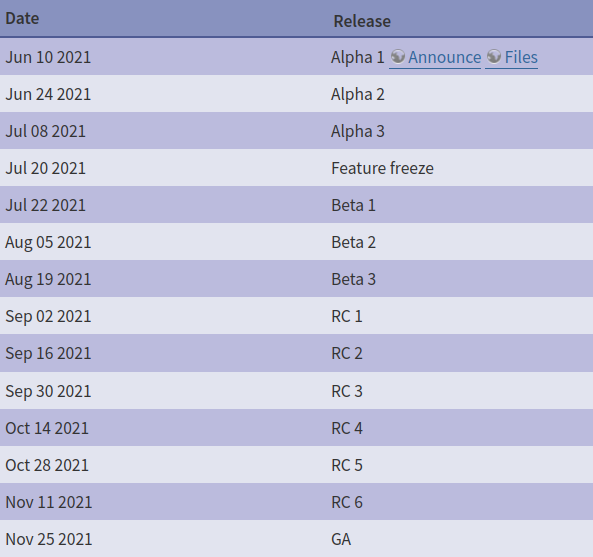 Date Release
Jun 10 2021 Alpha 1 Announce Files
Jun 24 2021 Alpha 2
Jul 08 2021 Alpha 3
Jul 20 2021 Feature freeze
Jul 22 2021 Beta 1
Aug 05 2021 Beta 2
Aug 19 2021 Beta 3
Sep 02 2021 RC 1
Sep 16 2021 RC 2
Sep 30 2021 RC 3
Oct 14 2021 RC 4
Oct 28 2021 RC 5
Nov 11 2021 RC 6
Nov 25 2021 GA